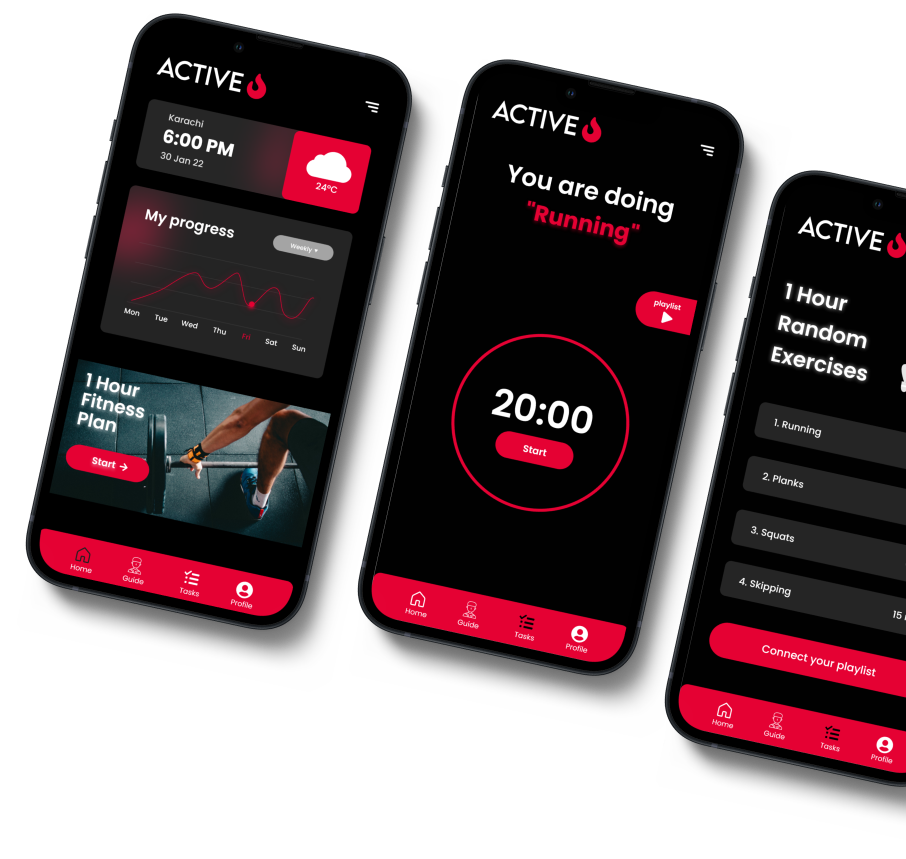 ACTIVE
Karachi
6:00 PM
30 Jan 22
24°C
My progress
Weekly
Mon Tue Wed Thu Fri Sat Sun
1 Hour
Fitness
Plan
Start →
Home Guide Tasks Profile
ACTIVE
You are doing
"Running"
playlist
20:00
Start
Home Guide Tasks Profile
ACTIVE
1 Hour
Random
Exercises
1. Running
2. Planks
3. Squats
4. Skipping
15
Connect your playlist
Home Guide Tasks Profile